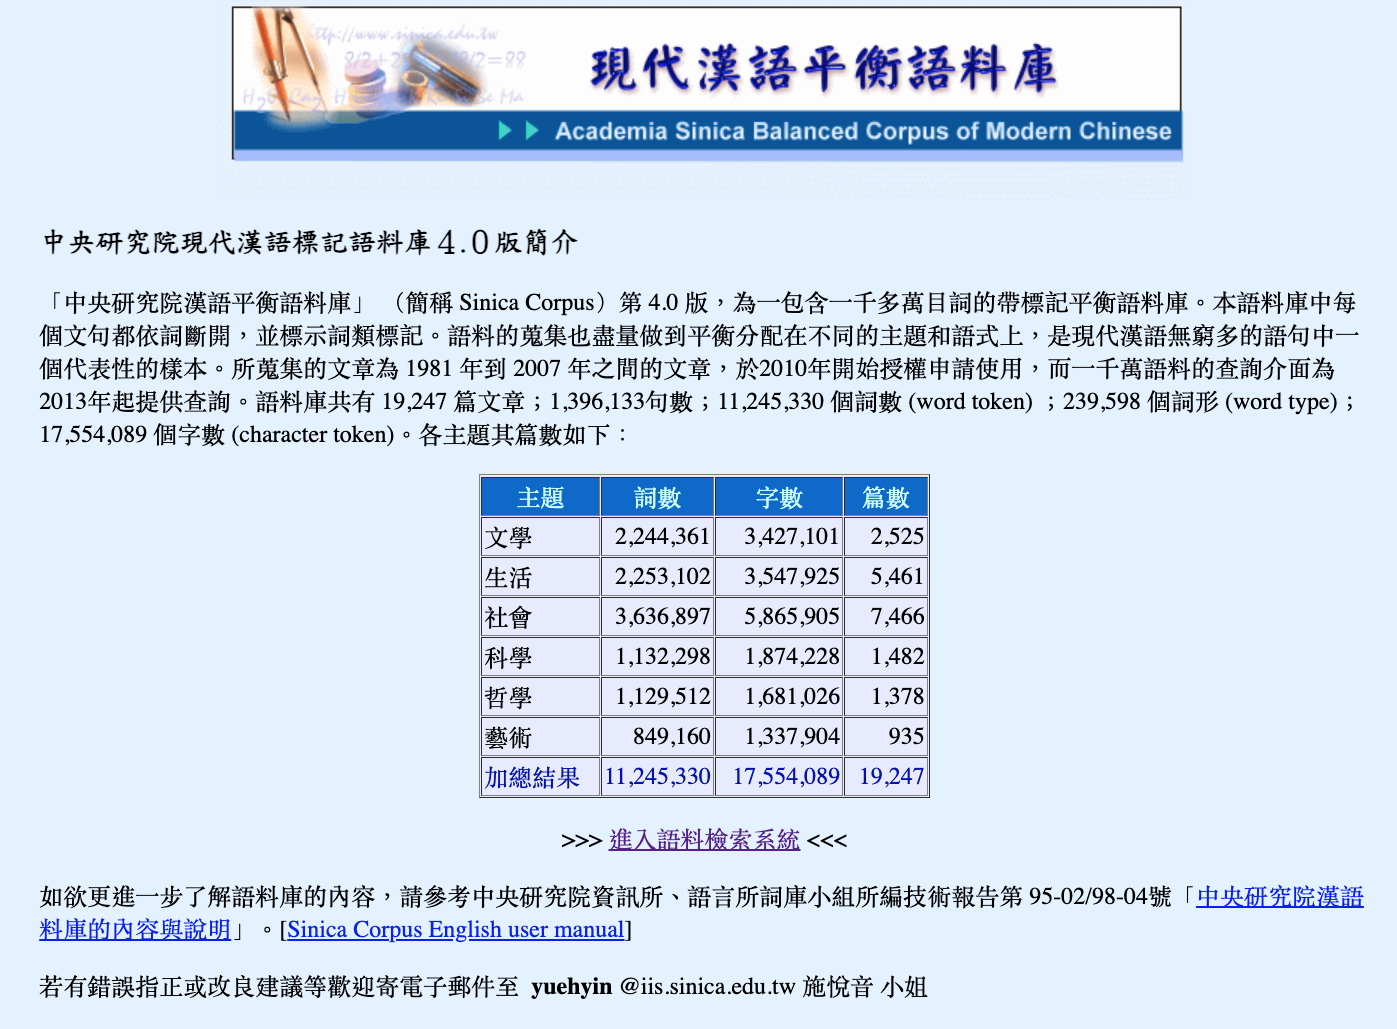 http://www.sinica.edu.tw
現代漢語平衡語料庫
Academia Sinica Balanced Corpus of Modern Chinese
中央研究院現代漢語標記語料庫4.0版簡介
「中央研究院漢語平衡語料庫」 （簡稱 Sinica Corpus）第 4.0 版，為一包含一千多萬目詞的帶標記平衡語料庫。本語料庫中每
個文句都依詞斷開，並標示詞類標記。語料的蒐集也盡量做到平衡分配在不同的主題和語式上，是現代漢語無窮多的語句中一
個代表性的樣本。所蒐集的文章為 1981 年到 2007 年之間的文章，於2010年開始授權申請使用，而一千萬語料的查詢介面為
2013年起提供查詢。語料庫共有 19,247 篇文章；1,396,133句數；11,245,330 個詞數 (word token) ；239,598 個詞形 (word type)；
17,554,089 個字數 (character token)。各主題其篇數如下：
主題 詞數 字數 篇數
文學 2,244,361 3,427,101 2,525
生活 2,253,102 3,547,925 5,461
社會 3,636,897 5,865,905 7,466
科學 1,132,298 1,874,228 1,482
哲學 1,129,512 1,681,026 1,378
藝術 849,160 1,337,904 935
加總結果 11,245,330 17,554,089 19,247
>>> 進入語料檢索系統 <<<
如欲更進一步了解語料庫的內容，請參考中央研究院資訊所、語言所詞庫小組所編技術報告第 95-02/98-04號「中央研究院漢語
料庫的內容與說明」。[Sinica Corpus English user manual]
若有錯誤指正或改良建議等歡迎寄電子郵件至 yuehyin @iis.sinica.edu.tw 施悅音 小姐